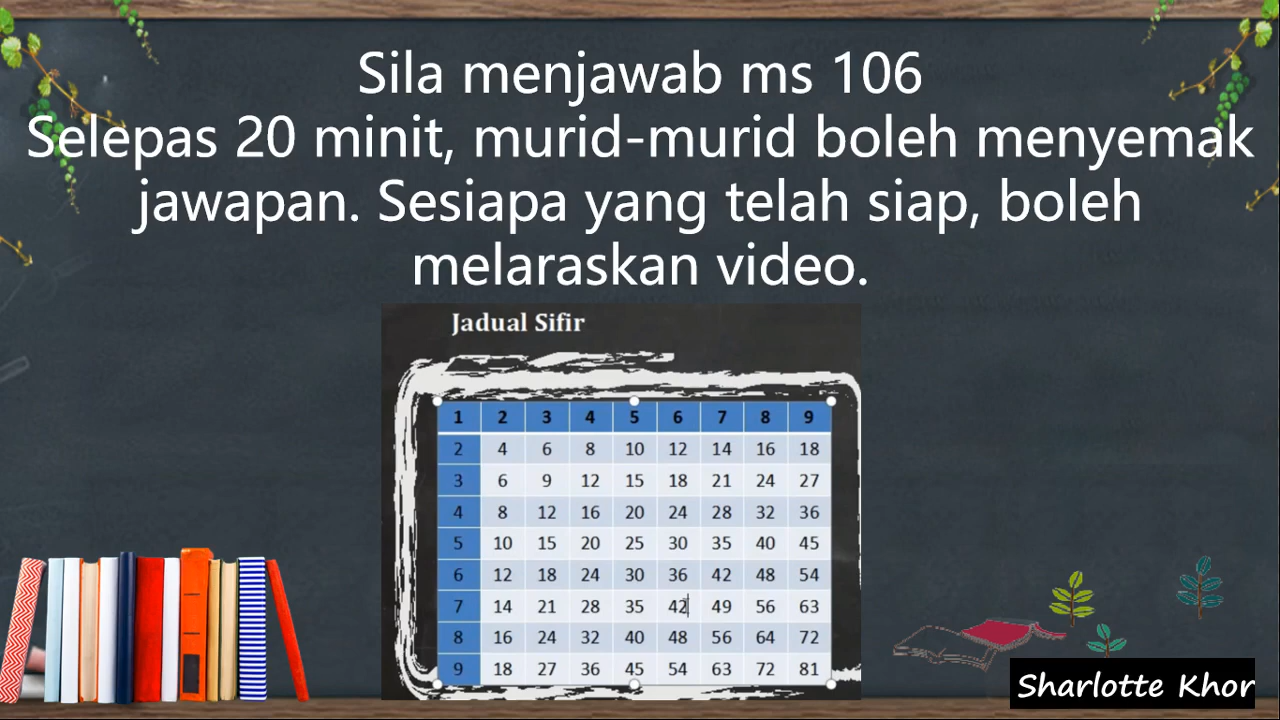 Sila menjawab ms 106
Selepas 20 minit, murid-murid boleh menyemak
jawapan. Sesiapa yang telah siap, boleh
melaraskan video.
Jadual Sifir
1 2 3 4 5 6 7 8 9
2 4 6 8 10 12 14 16 18
3 6 9 12 15 18 21 24 27
4 8 12 16 20 24 28 32 36
5 10 15 20 25 30 35 40 45
6 12 18 24 30 36 42 48 54
7 14 21 28 35 42 49 56 63
8 16 24 32 40 48 56 64 72
9 18 27 36 45 54 63 72 81
Sharlotte Khor